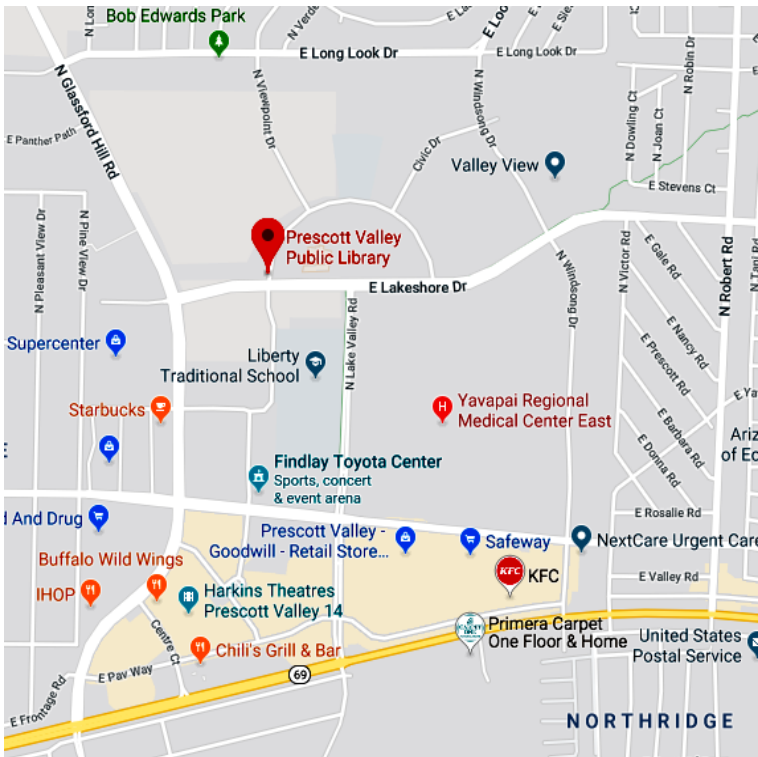 Bob Edwards Park
E Long Look Dr
E Long Look Dr
N Viewpoint Dr
N Windsong Dr
N Glassford Hill Rd
E Panther Path
Civic Dr
Valley View
N Dowling Ct
N Joan Ct
N Robin Dr
E Stevens Ct
N Pleasant View Dr
N Pine View Dr
Prescott Valley
Public Library
E Lakeshore Dr
N Windsong Dr
N Victor Rd
E Gale Rd
N Robert Rd
Supercenter
Liberty
Traditional School
N Lake Valley Rd
E Nancy Rd
E Prescott Rd
Starbucks
H
Yavapai Regional
Medical Center East
E Barbara Rd
E Donna Rd
Findlay Toyota Center
Sports, concert
& event arena
And Drug
E Rosalie Rd
Prescott Valley -
Goodwill - Retail Store...
Safeway
NextCare Urgent Care
Buffalo Wild Wings
IHOP
KFC
KFC
E Valley Rd
Harkins Theatres
Prescott Valley 14
Primera Carpet
One Floor & Home
Centre Ct
Chili's Grill & Bar
United States
Postal Service
E Pav Way
69
E Frontage Rd
NORTHRIDGE